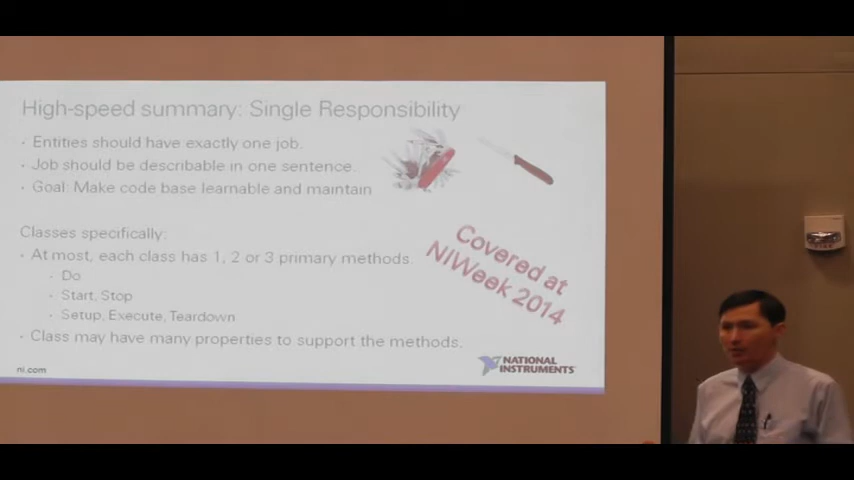 High-speed summary: Single Responsibility
· Entities should have exactly one job.
· Job should be describable in one sentence.
· Goal: Make code base learnable and maintain
Classes specifically:
· At most, each class has 1, 2 or 3 primary methods.
· Do
· Start, Stop
· Setup, Execute, Teardown
· Class may have many properties to support the methods.
Covered at
NIWeek 2014
ni.com
NATIONAL
INSTRUMENTS